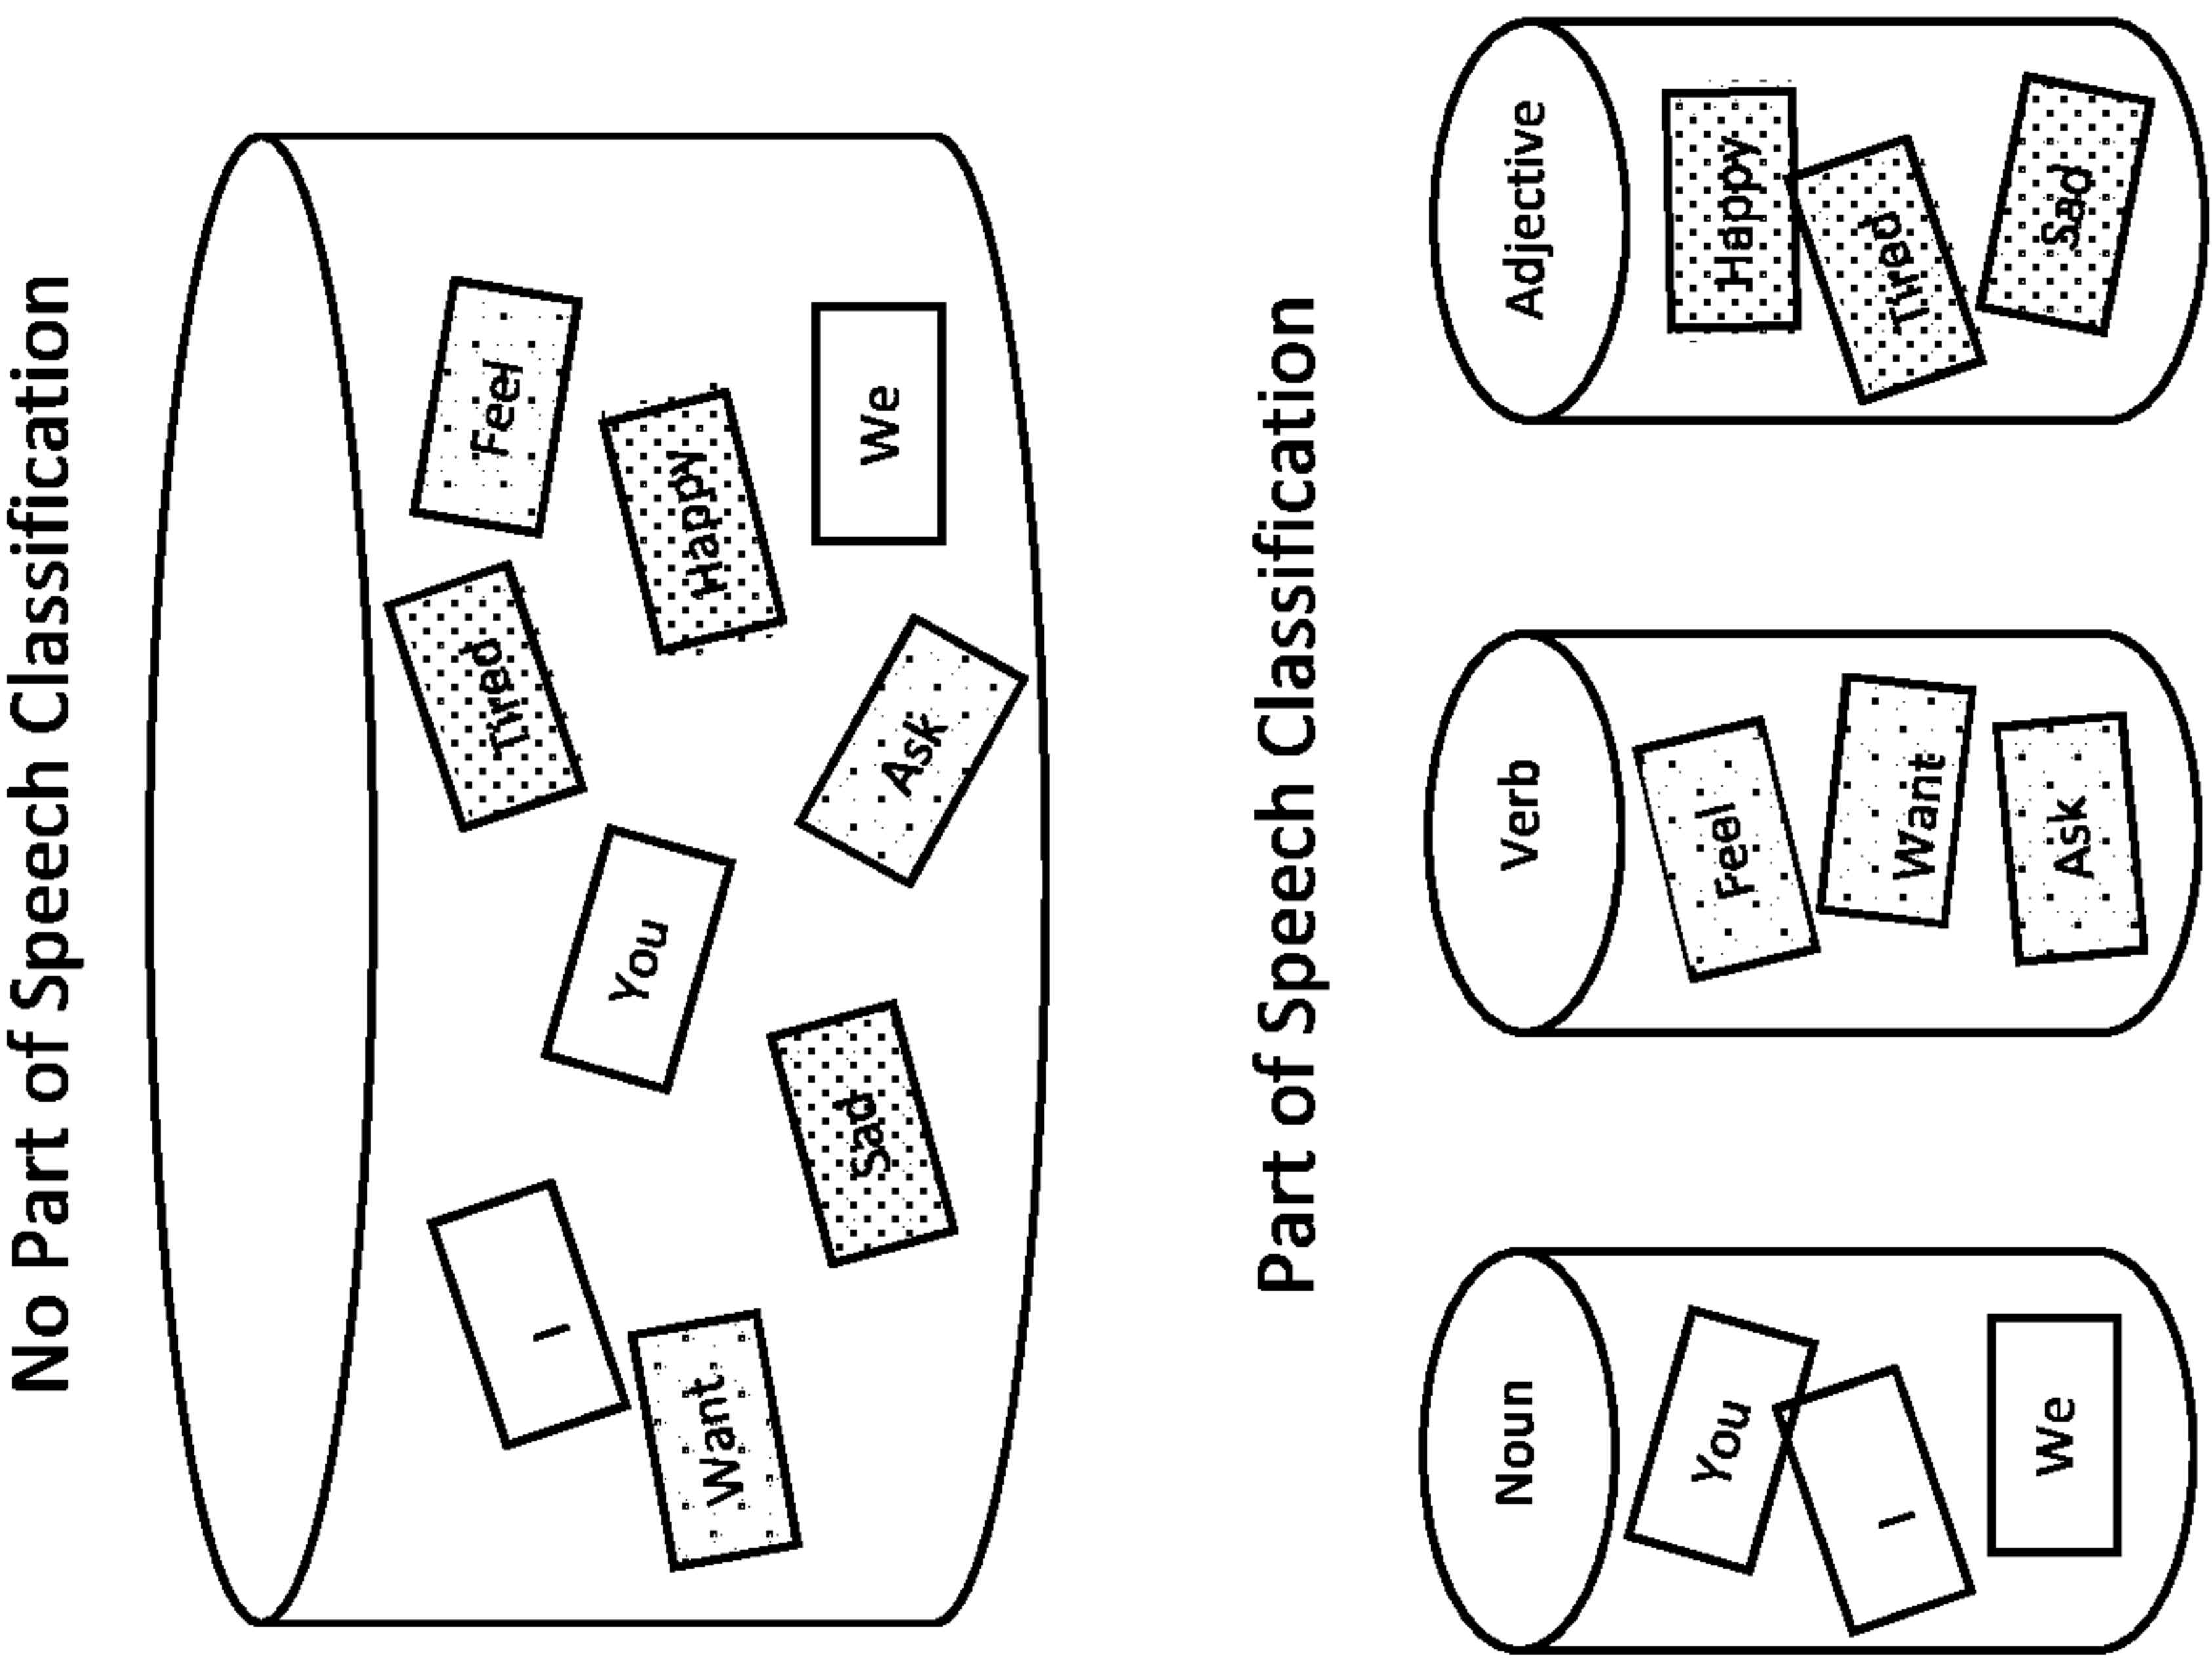 No Part of Speech Classification
Feel
Tired
Happy
We
You
Ask
I
Sad
Want
Part of Speech Classification
Noun
You
I
We
Verb
Feel
Want
Ask
Adjective
Happy
Tired
Sad